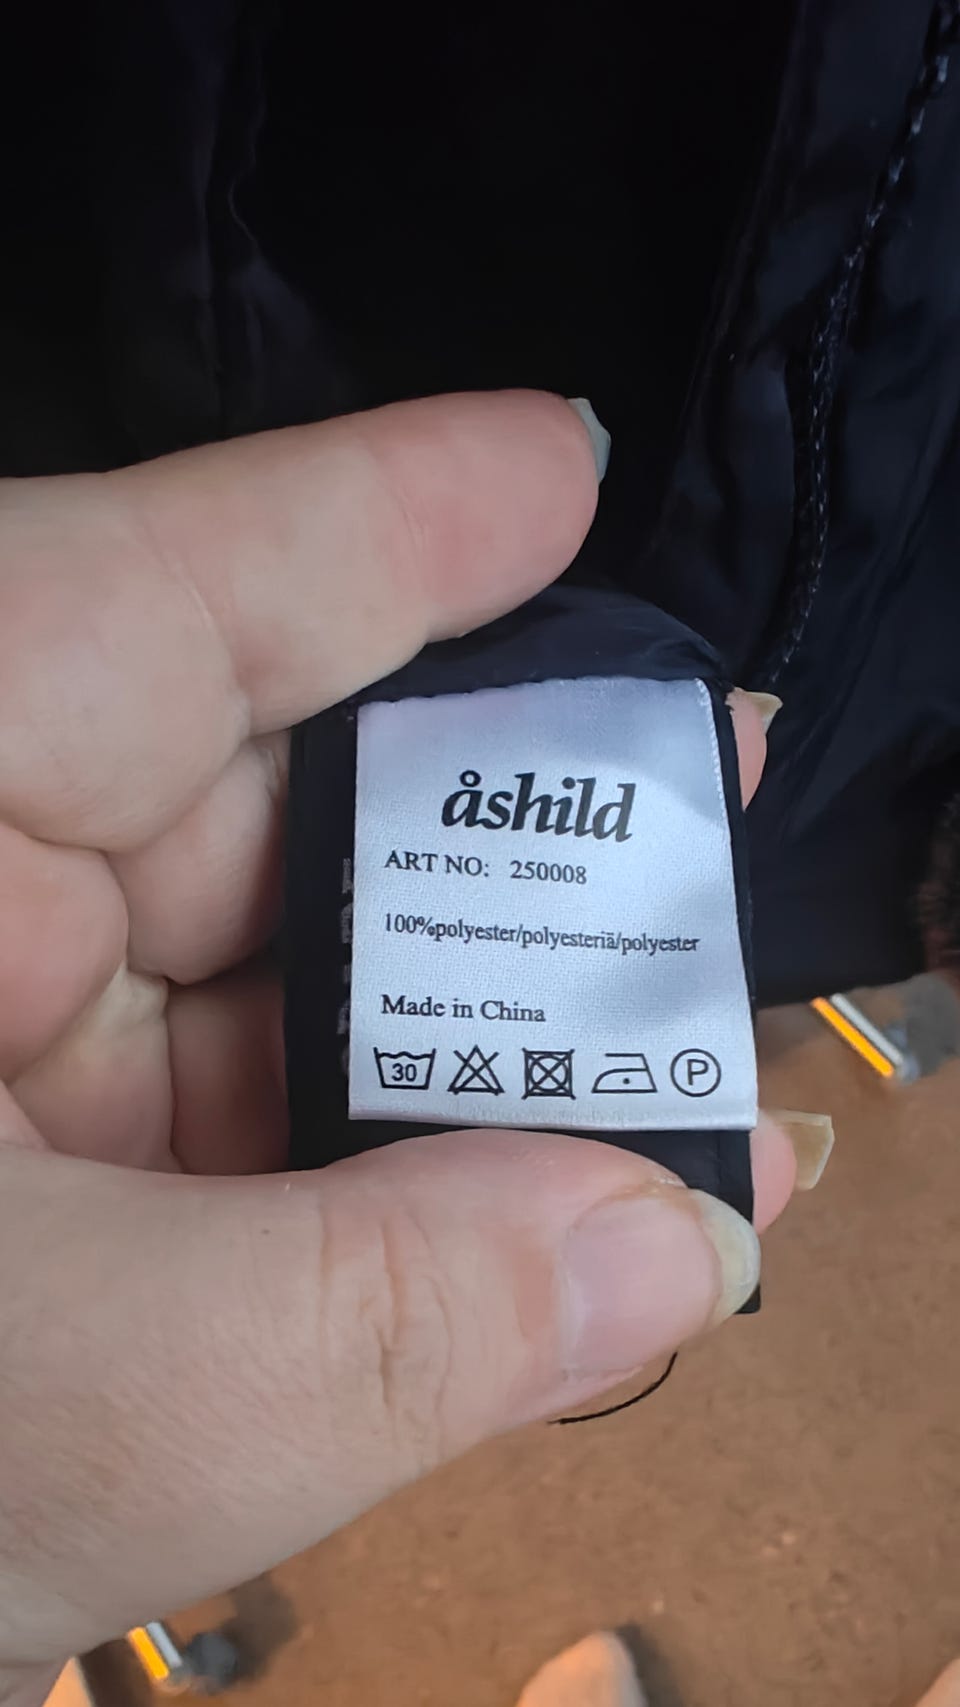 åshild
ART NO: 250008
100%polyester/polyesteriä/polyester
Made in China
30 P